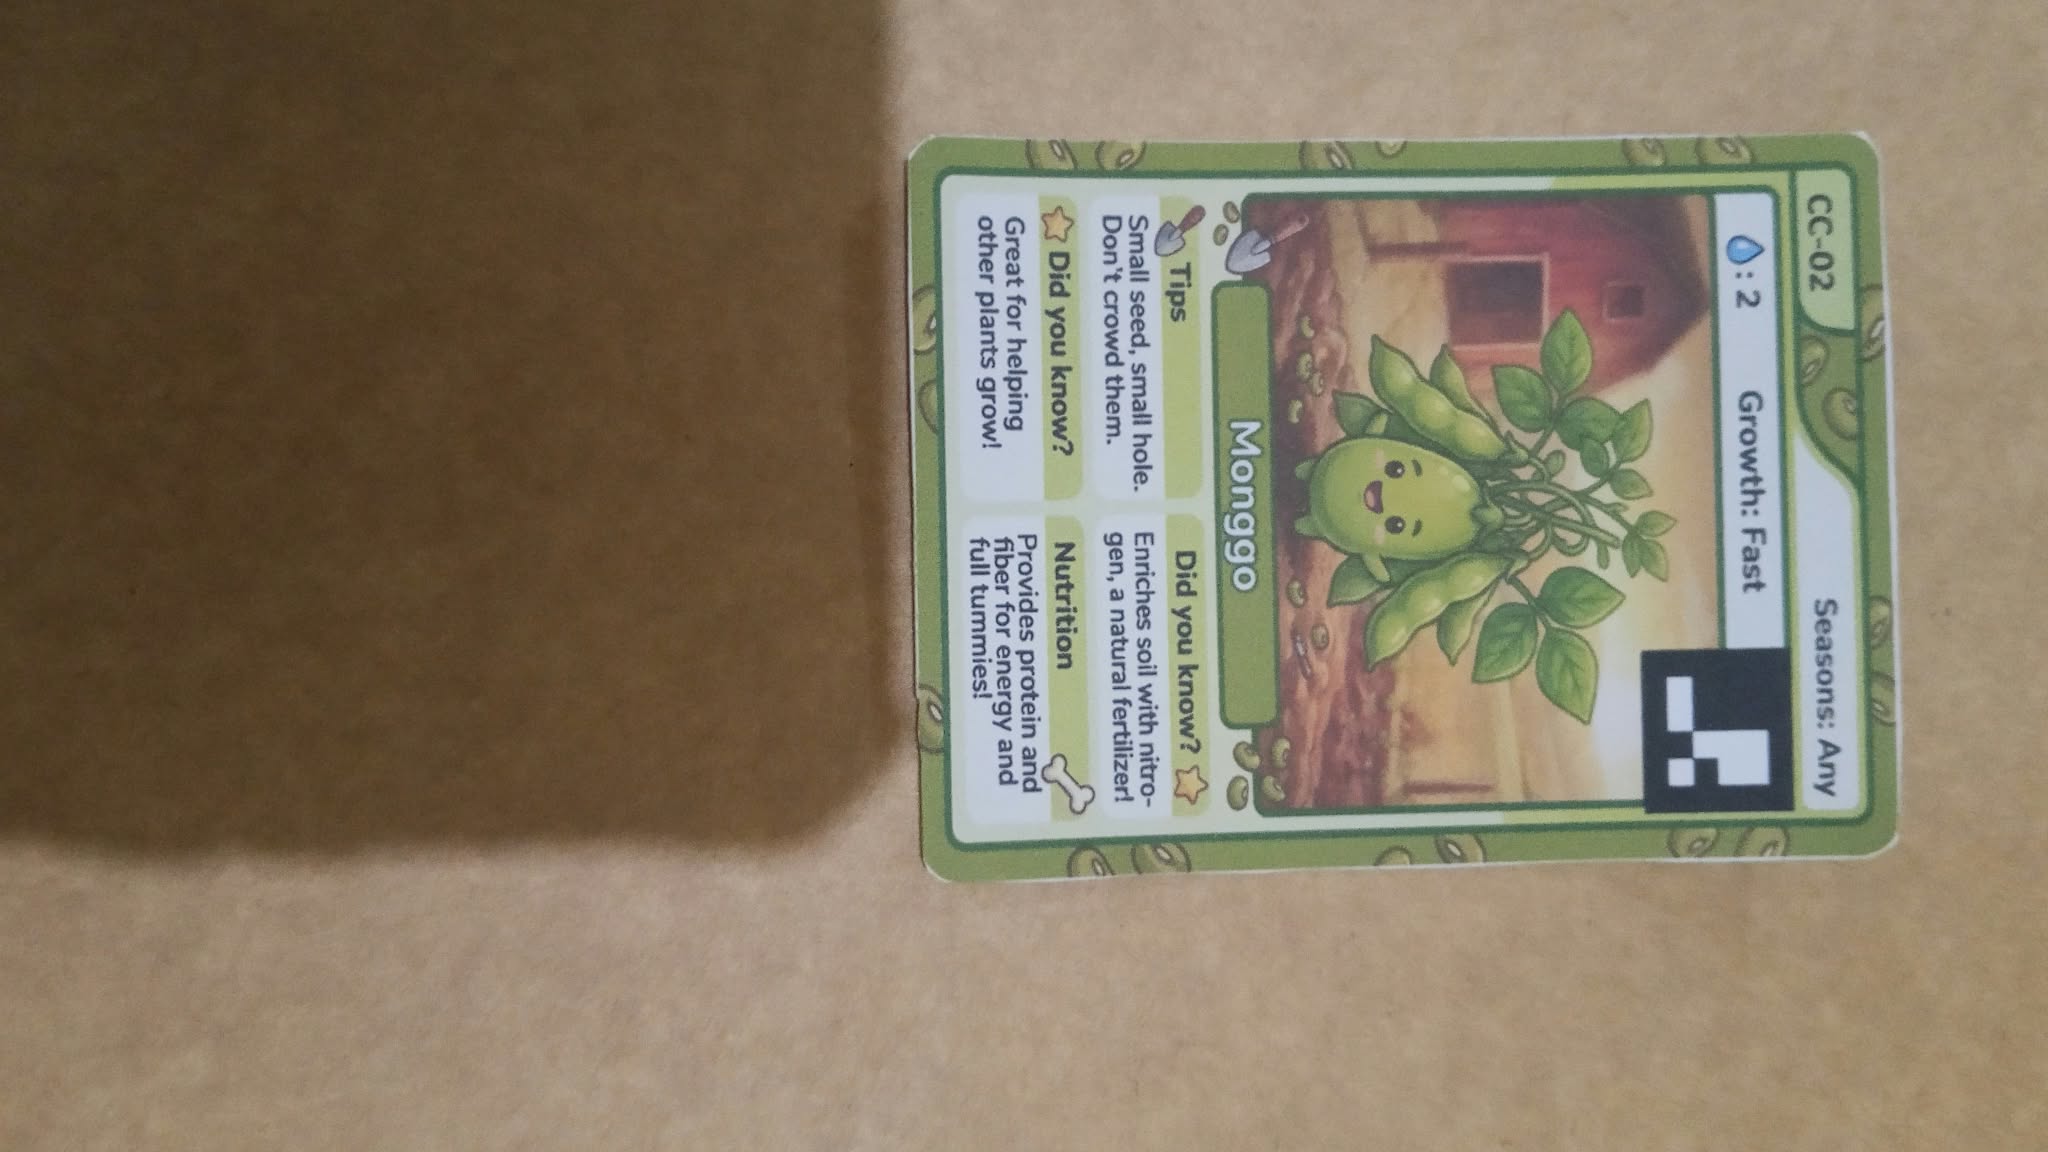 CC-02
Seasons: Any
: 2
Growth: Fast
Monggo
Tips
Small seed, small hole.
Don't crowd them.
Did you know?
Enriches soil with nitro-
gen, a natural fertilizer!
Did you know?
Great for helping
other plants grow!
Nutrition
Provides protein and
fiber for energy and
full tummies!